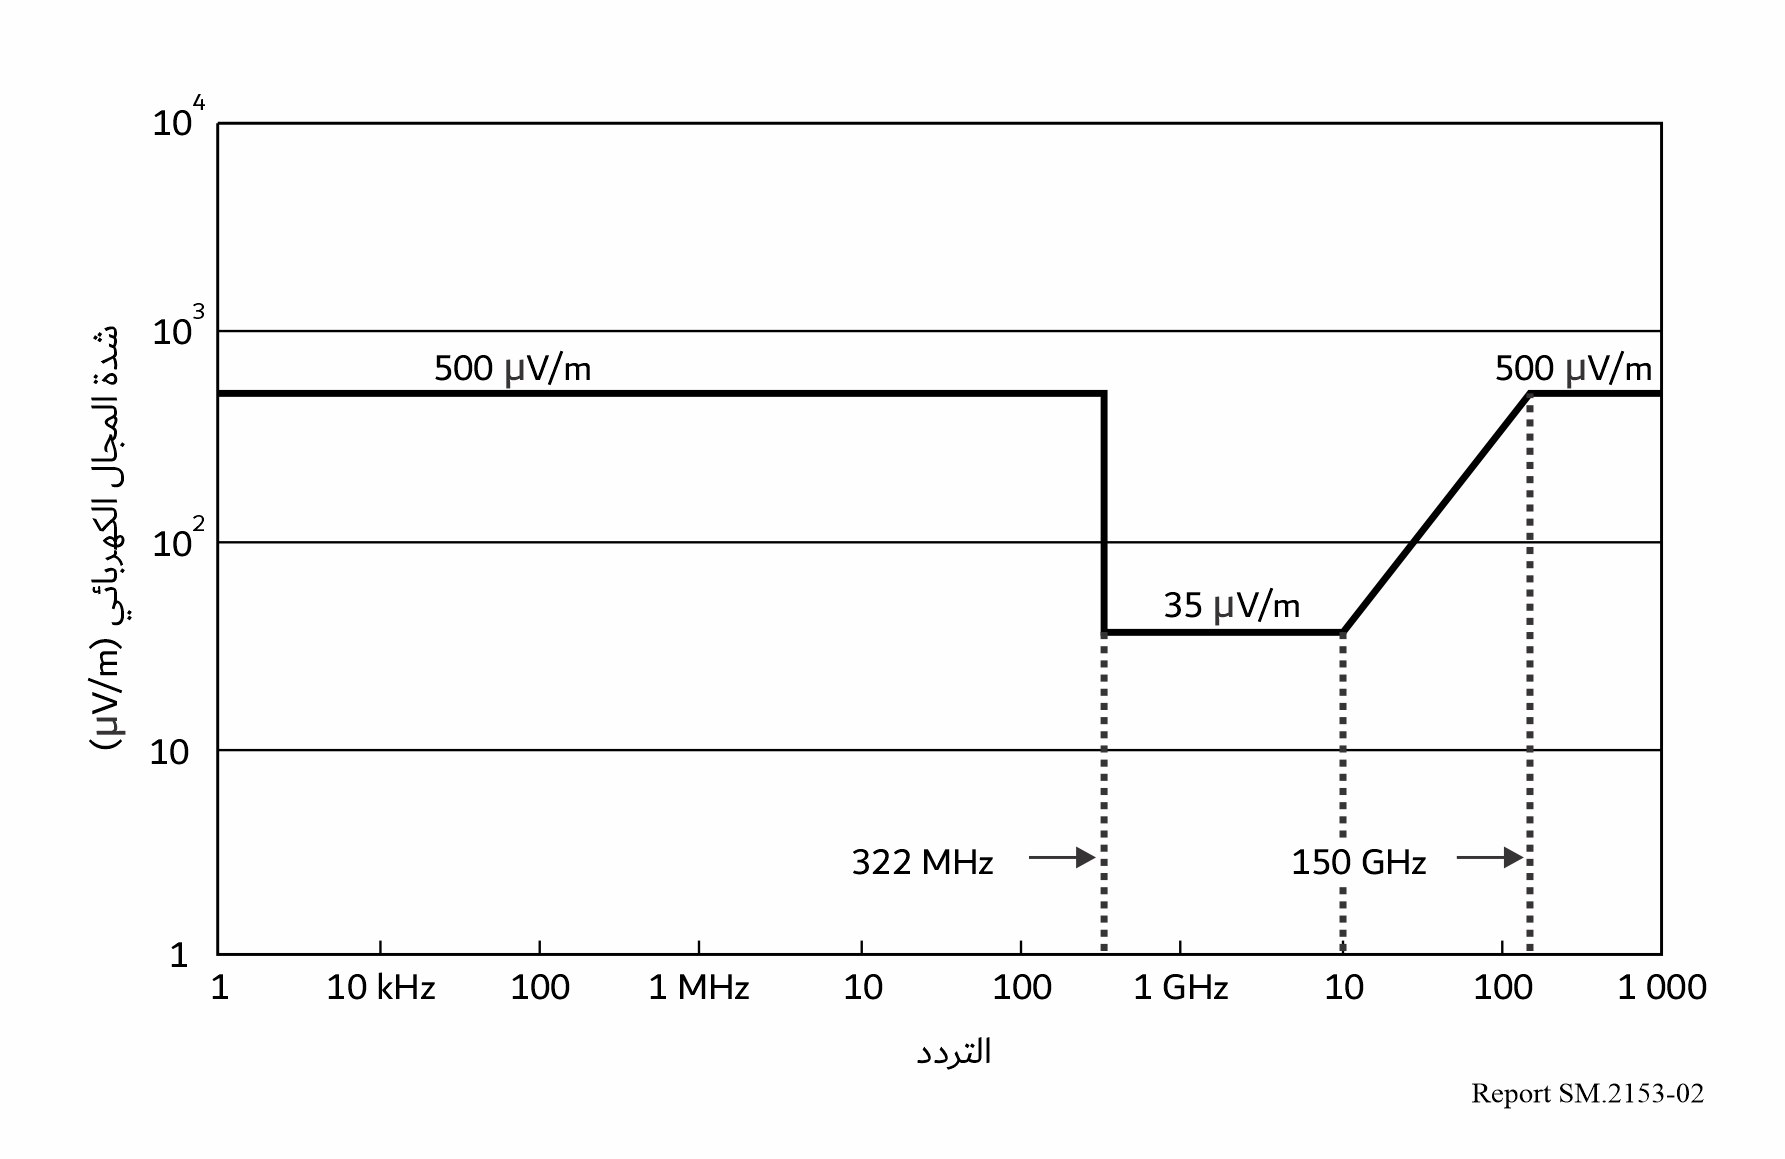 10⁴
10³
500 µV/m
500 µV/m
شدة المجال الكهربائي (µV/m)
10²
35 µV/m
10
322 MHz
150 GHz
1
1 10 kHz 100 1 MHz 10 100 1 GHz 10 100 1 000
التردد
Report SM.2153-02